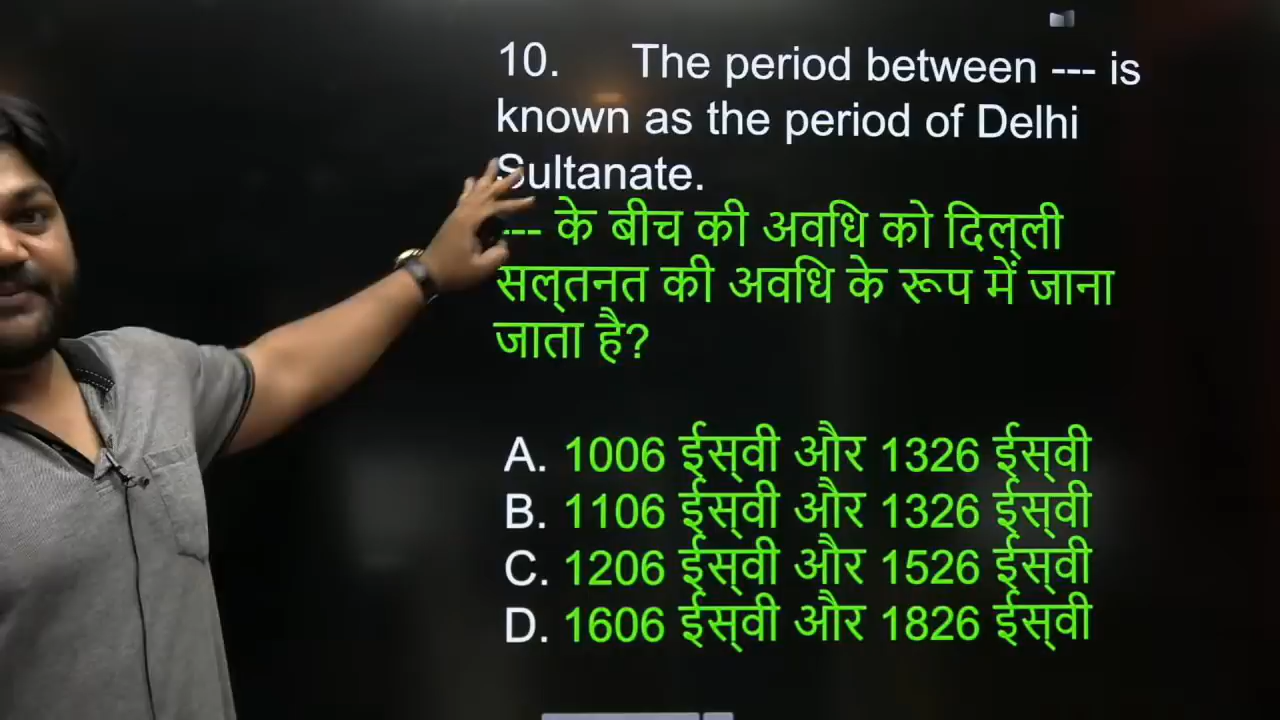 10. The period between --- is
known as the period of Delhi
Sultanate.
--- के बीच की अवधि को दिल्‌ली
सल्‌तनत की अवधि के रूप में जाना
जाता है?
A. 1006 ईस्‌वी और 1326 ईस्‌वी
B. 1106 ईस्‌वी और 1326 ईस्‌वी
C. 1206 ईस्‌वी और 1526 ईस्‌वी
D. 1606 ईस्‌वी और 1826 ईस्‌वी